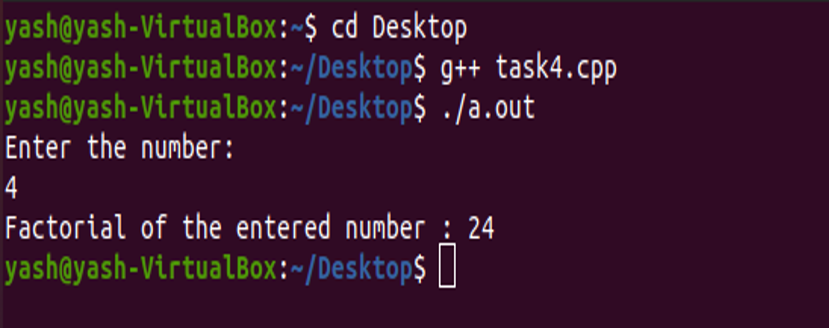 yash@yash-VirtualBox:~$ cd Desktop
yash@yash-VirtualBox:~/Desktop$ g++ task4.cpp
yash@yash-VirtualBox:~/Desktop$ ./a.out
Enter the number:
4
Factorial of the entered number : 24
yash@yash-VirtualBox:~/Desktop$